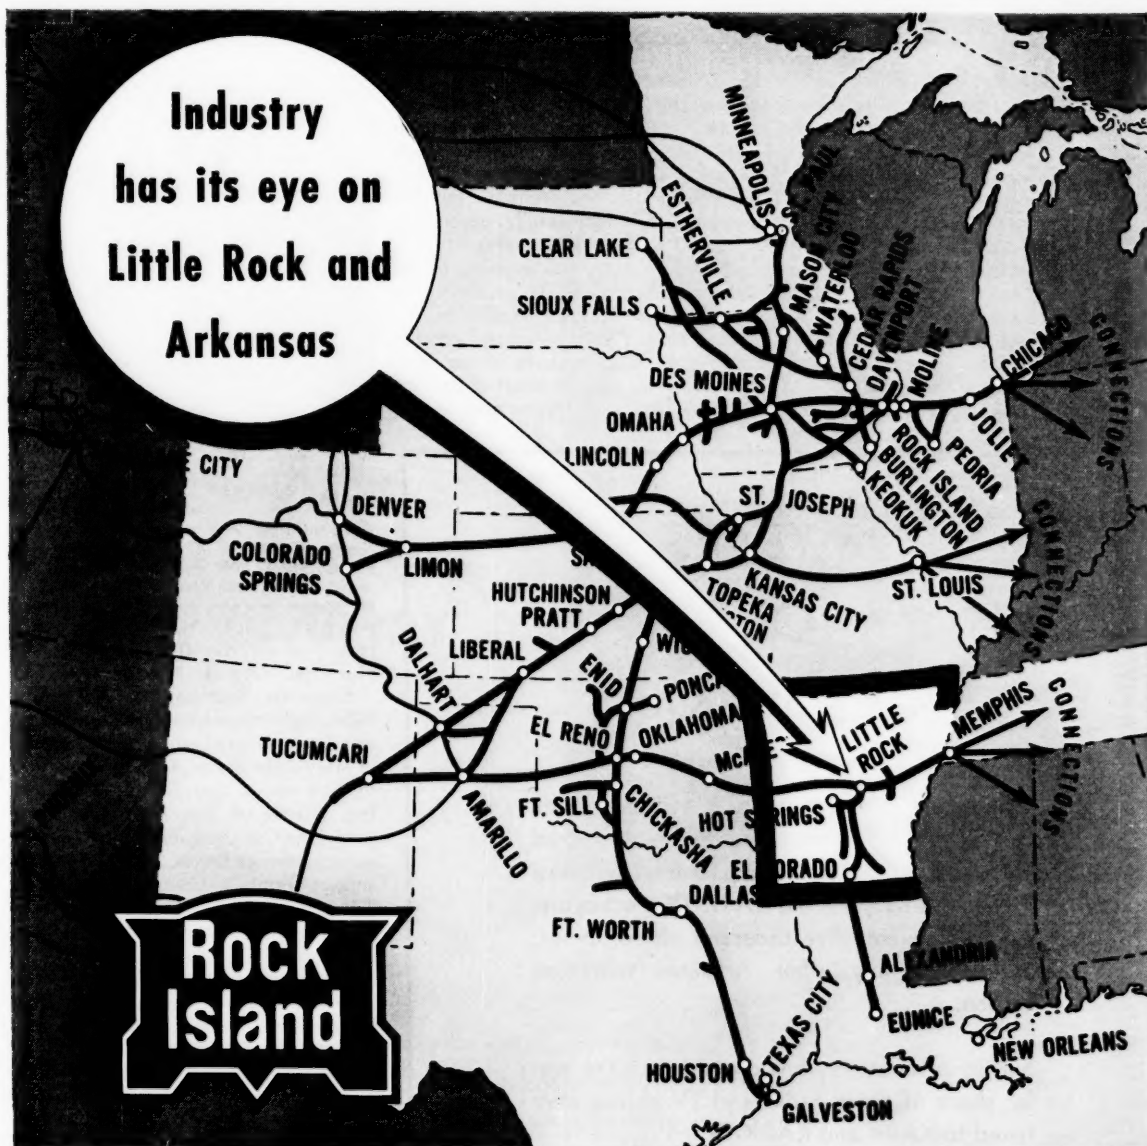 Industry
has its eye on
Little Rock and
Arkansas
MINNEAPOLIS
ST. PAUL
CLEAR LAKE
ESTHERVILLE
MASON CITY
WATERLOO
SIOUX FALLS
CEDAR RAPIDS
DAVENPORT
MOLINE
CHICAGO
CONNECTIONS
DES MOINES
OMAHA
LINCOLN
JOLIET
PEORIA
ROCK ISLAND
BURLINGTON
KEOKUK
CITY
DENVER
ST. JOSEPH
COLORADO
SPRINGS
LIMON
CONNECTIONS
KANSAS CITY
TOPEKA
ST. LOUIS
HUTCHINSON
PRATT
LIBERAL
DALHART
ENID
PONCA
EL RENO
OKLAHOMA
TUCUMCARI
LITTLE
ROCK
MEMPHIS
CONNECTIONS
AMARILLO
FT. SILL
CHICKASHA
HOT SPRINGS
EL DORADO
DALLAS
FT. WORTH
ALEXANDRIA
EUNICE
NEW ORLEANS
TEXAS CITY
HOUSTON
GALVESTON
Rock
Island